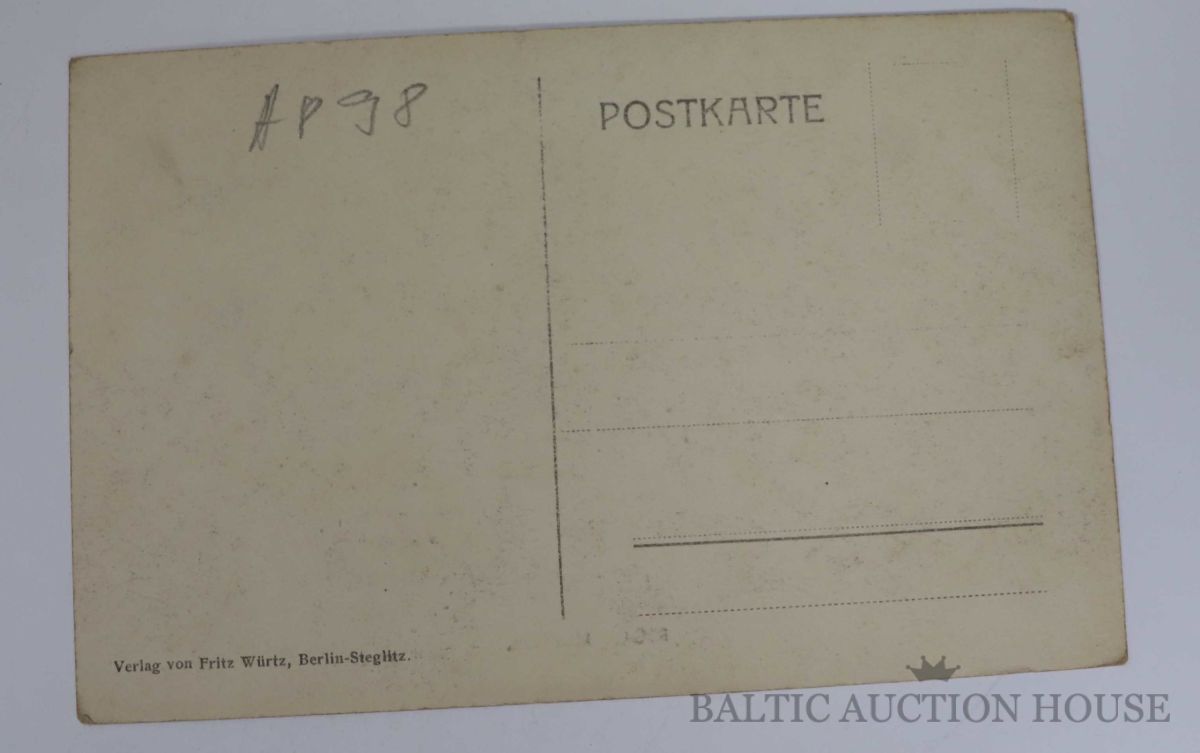 AP98
POSTKARTE
Verlag von Fritz Würtz, Berlin-Steglitz.
BALTIC AUCTION HOUSE